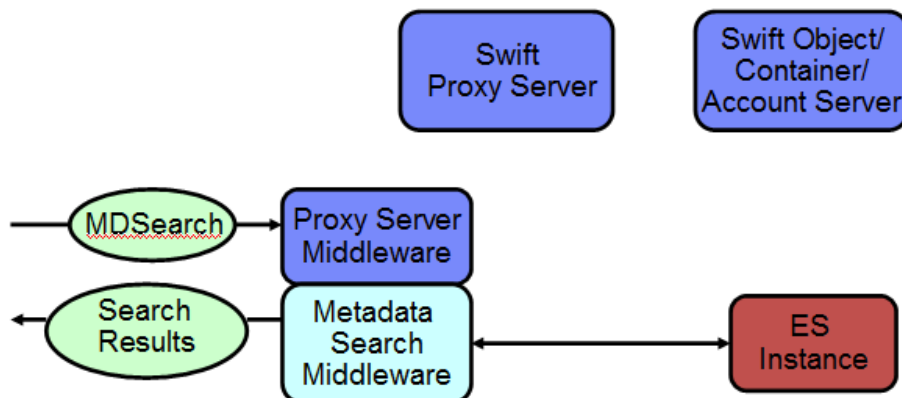 Swift
Proxy Server
Swift Object/
Container/
Account Server
MDSearch
Proxy Server
Middleware
Search
Results
Metadata
Search
Middleware
ES
Instance